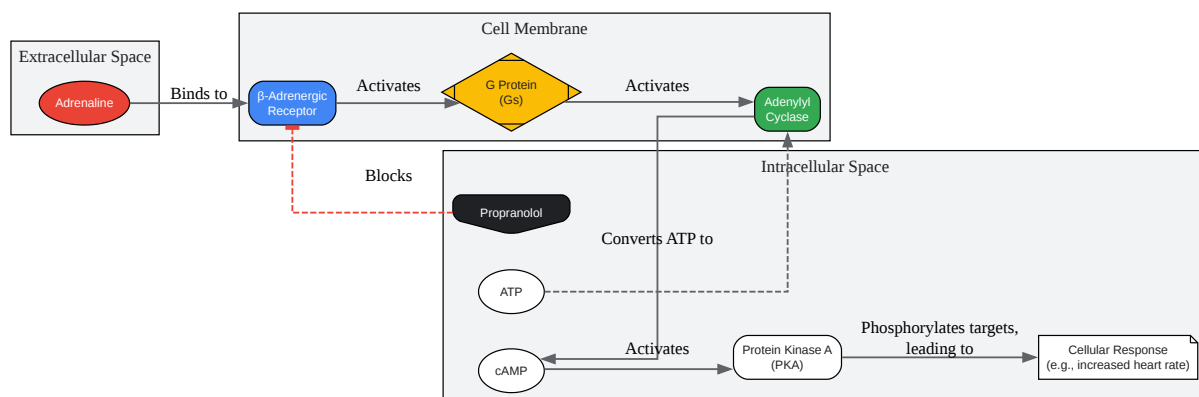 Cell Membrane
Extracellular Space
Adrenaline
Binds to
β-Adrenergic
Receptor
Activates
G Protein
(Gs)
Activates
Adenylyl
Cyclase
Intracellular Space
Blocks
Propranolol
Converts ATP to
ATP
cAMP
Activates
Protein Kinase A
(PKA)
Phosphorylates targets,
leading to
Cellular Response
(e.g., increased heart rate)